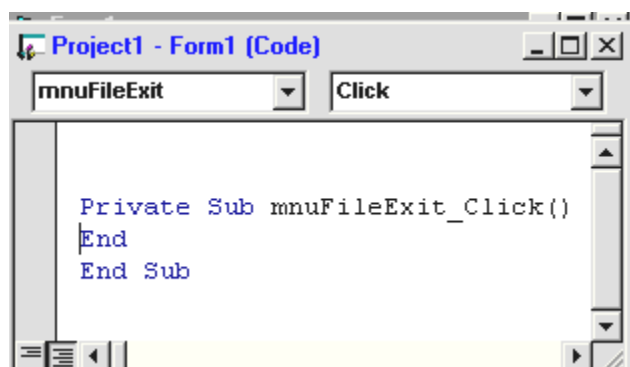 Project1 - Form1 (Code)
mnuFileExit Click
Private Sub mnuFileExit_Click()
End
End Sub